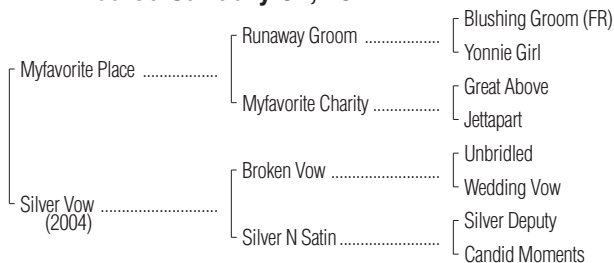 Blushing Groom (FR)
Runaway Groom ..................
Yonnie Girl
Myfavorite Place .................
Great Above
Myfavorite Charity ................
Jettapart
Unbridled
Broken Vow ..........................
Wedding Vow
Silver Vow ...........................
(2004)
Silver Deputy
Silver N Satin ........................
Candid Moments